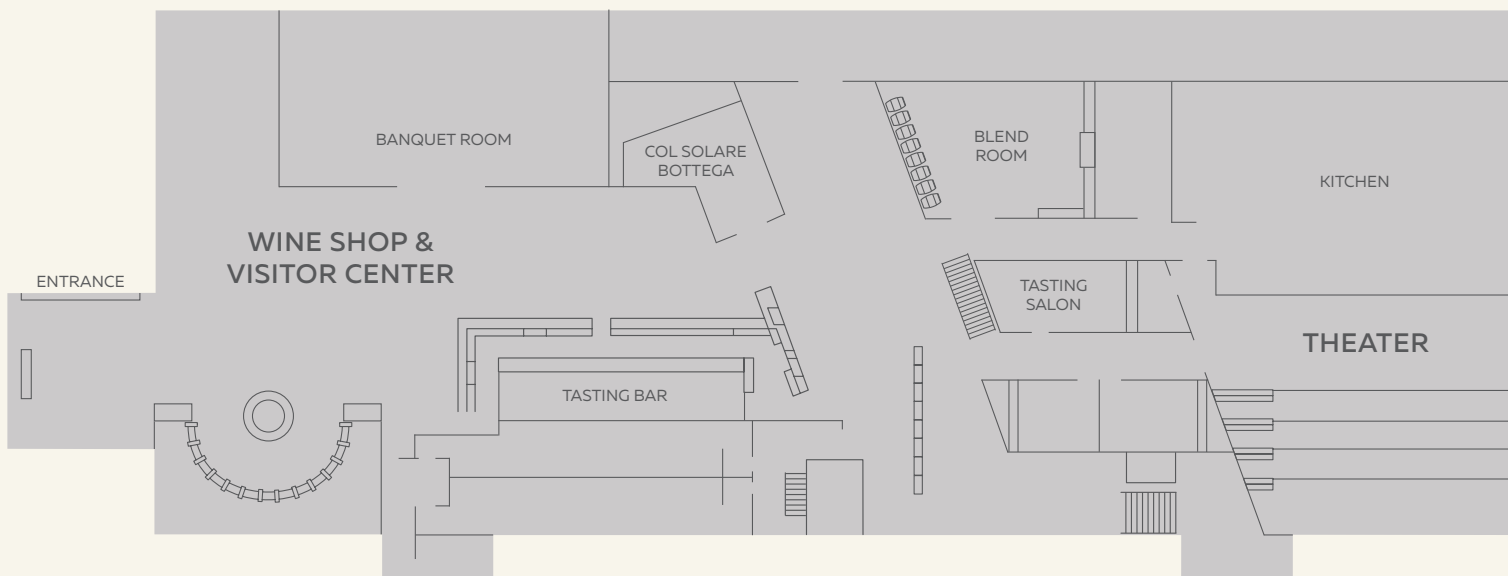 BANQUET ROOM
COL SOLARE
BOTTEGA
BLEND
ROOM
KITCHEN
WINE SHOP &
VISITOR CENTER
ENTRANCE
TASTING
SALON
THEATER
TASTING BAR